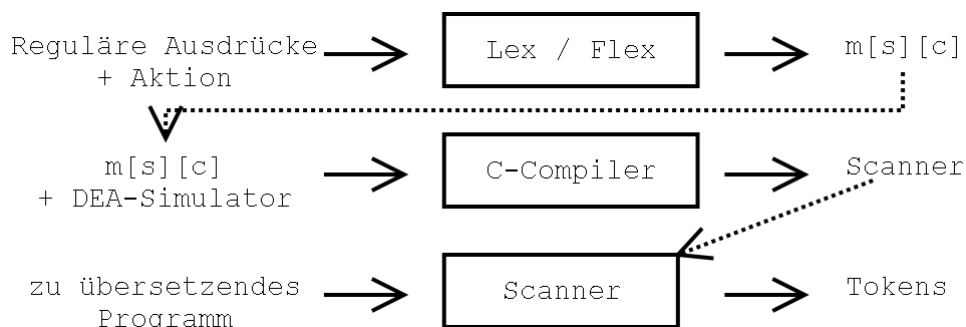 Reguläre Ausdrücke
+ Aktion
Lex / Flex
m[s][c]
m[s][c]
+ DEA-Simulator
C-Compiler
Scanner
zu übersetzendes
Programm
Scanner
Tokens